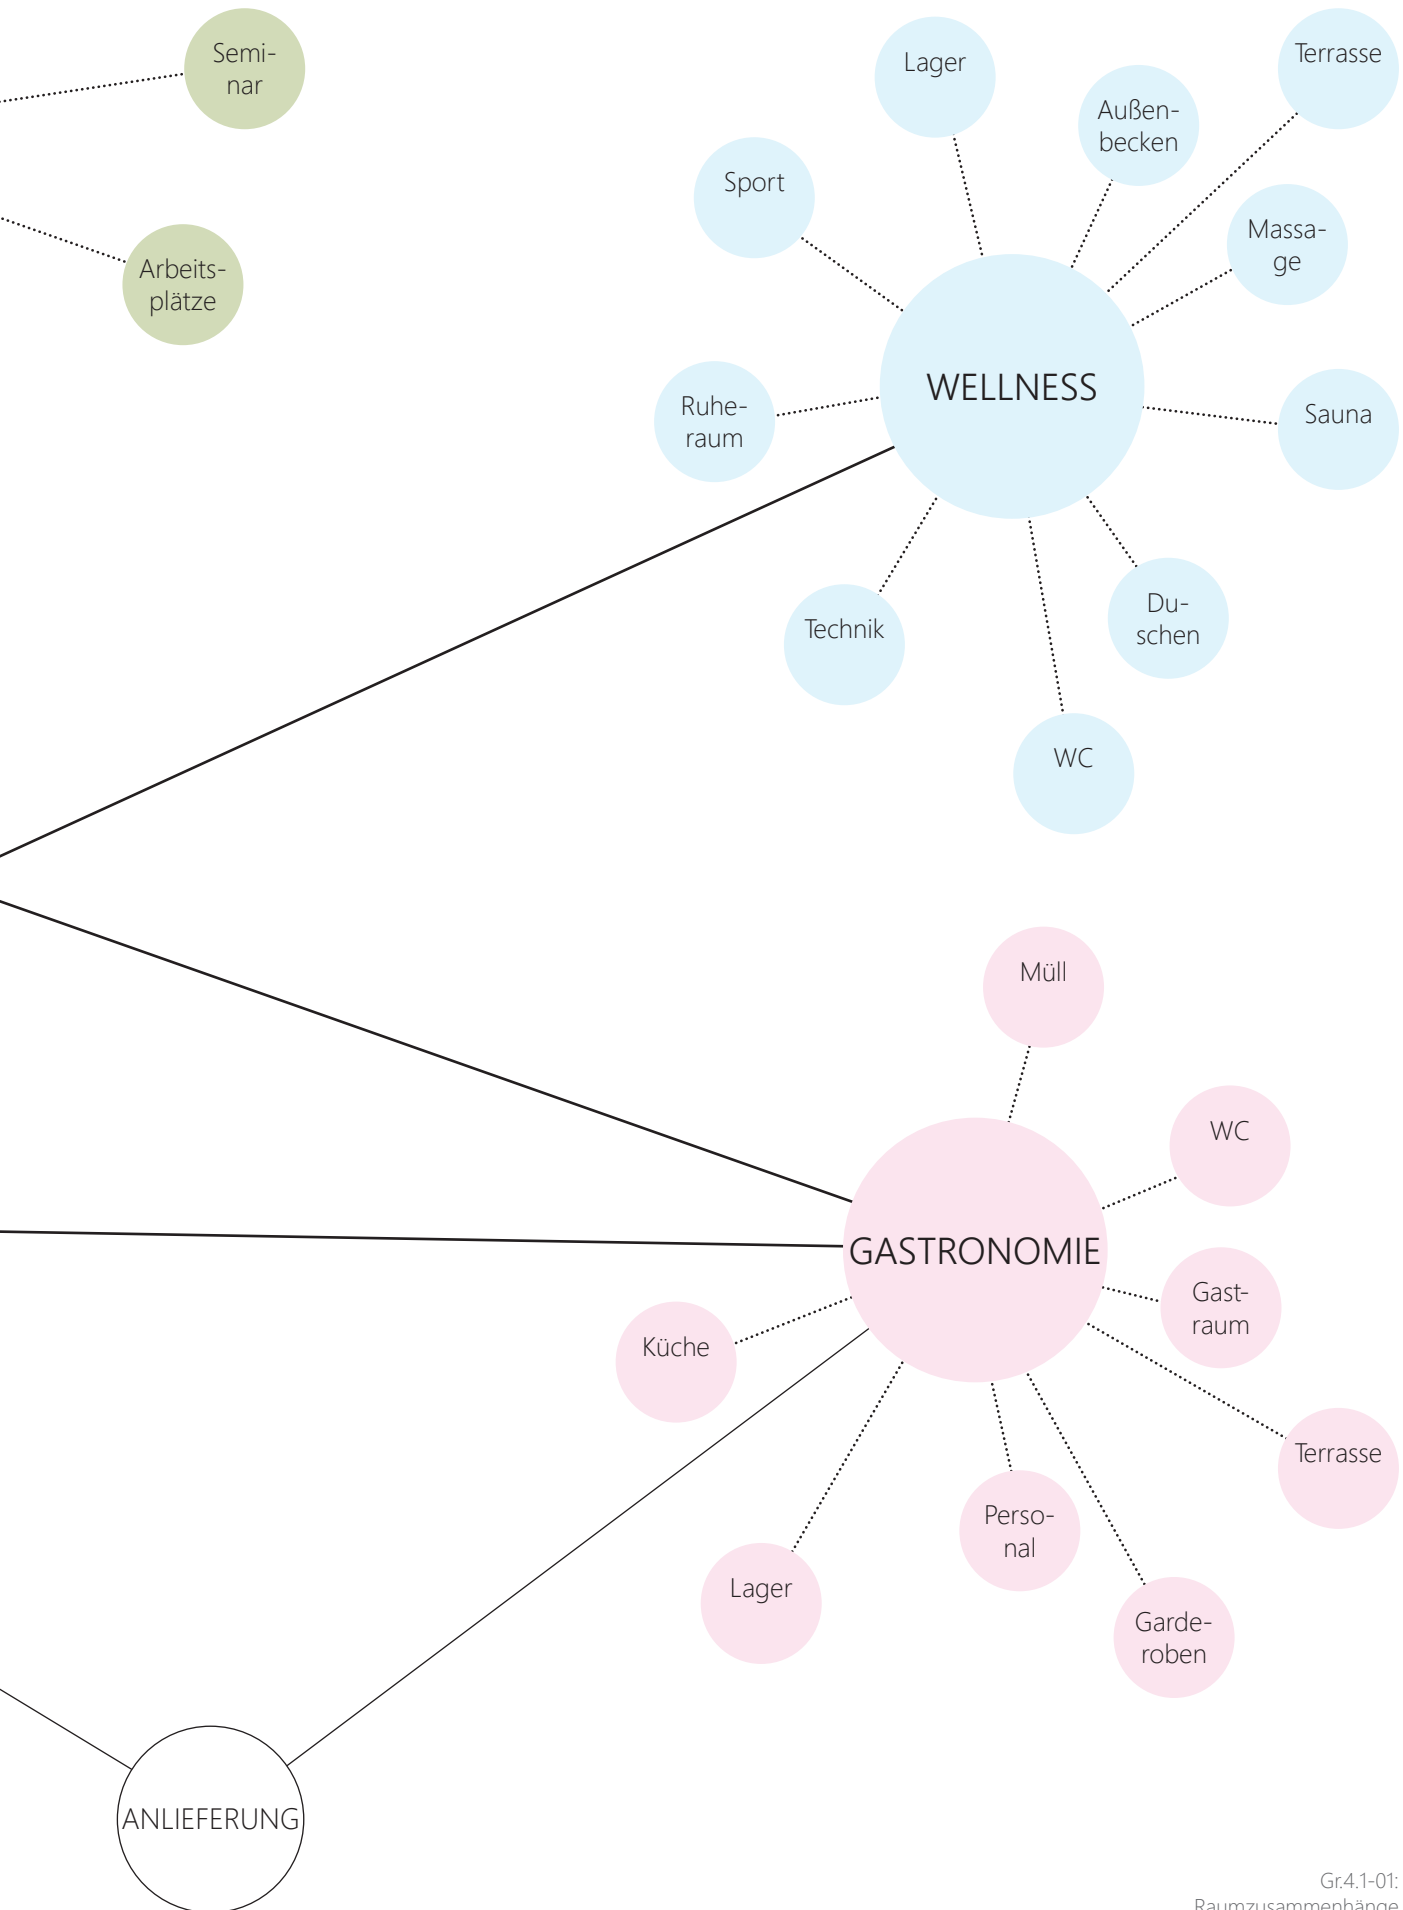 Semi-
nar
Arbeits-
plätze
Lager
Außen-
becken
Terrasse
Sport
Massa-
ge
WELLNESS
Ruhe-
raum
Sauna
Technik
Du-
schen
WC
Müll
WC
GASTRONOMIE
Gast-
raum
Küche
Terrasse
Perso-
nal
Lager
Garde-
roben
ANLIEFERUNG
Gr.4.1-01:
Raumzusammenhänge